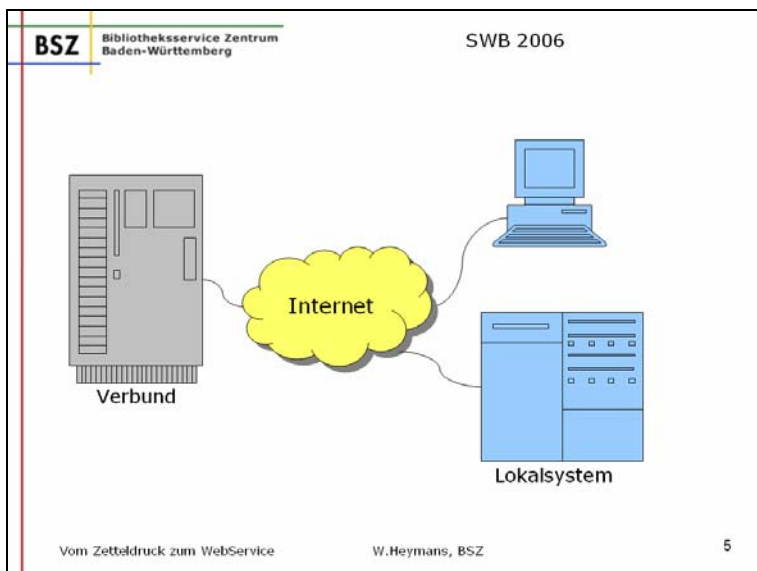 BSZ
Bibliotheksservice Zentrum
Baden-Württemberg
SWB 2006
Internet
Verbund
Lokalsystem
Vom Zetteldruck zum WebService
W.Heymans, BSZ
5